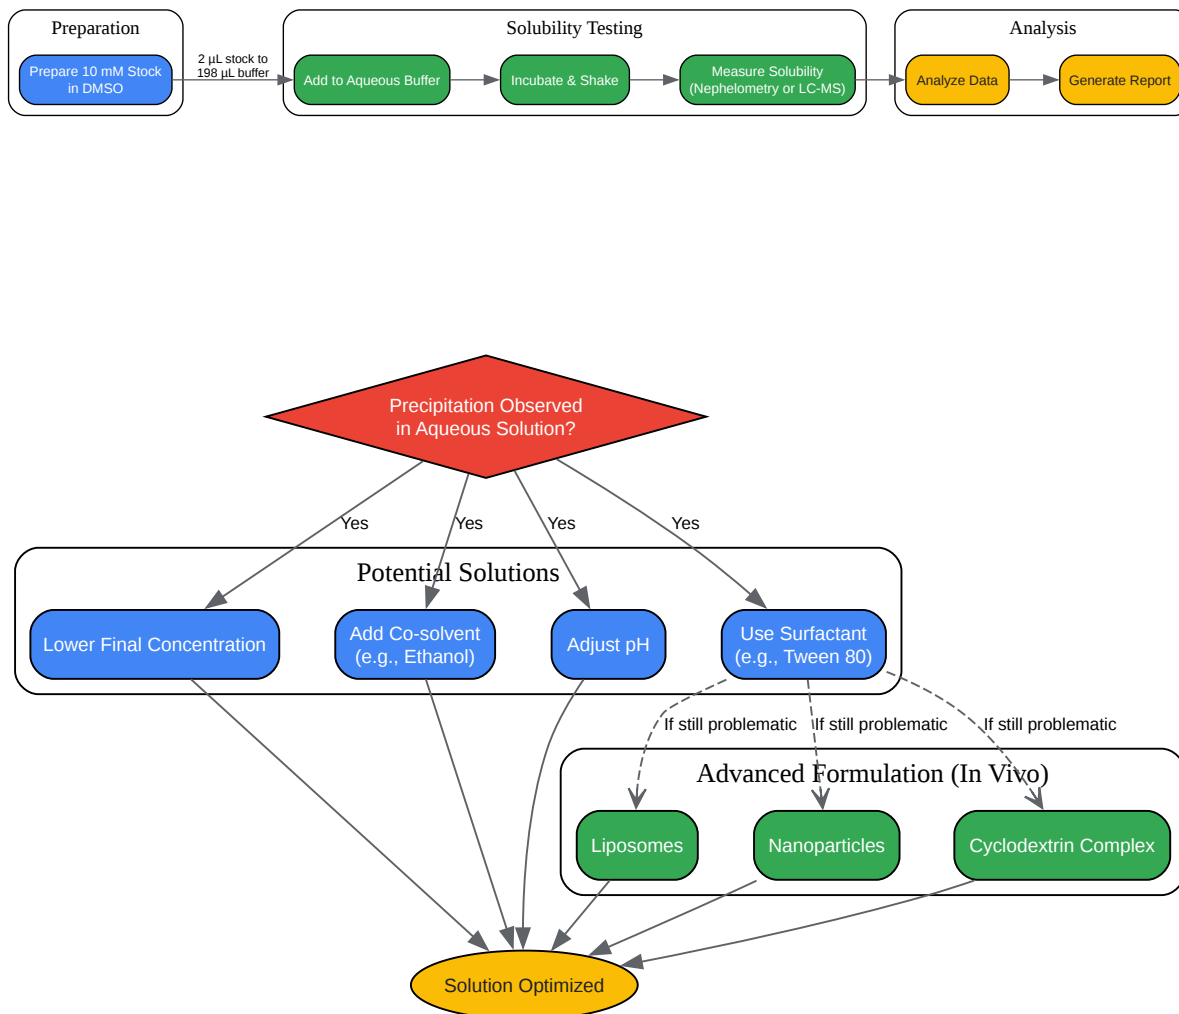 Preparation
Solubility Testing
Analysis
Prepare 10 mM Stock
in DMSO
2 µL stock to
198 µL buffer
Add to Aqueous Buffer
Incubate & Shake
Measure Solubility
(Nephelometry or LC-MS)
Analyze Data
Generate Report
Precipitation Observed
in Aqueous Solution?
Yes
Yes
Yes
Yes
Potential Solutions
Lower Final Concentration
Add Co-solvent
(e.g., Ethanol)
Adjust pH
Use Surfactant
(e.g., Tween 80)
If still problematic
If still problematic
If still problematic
Advanced Formulation (In Vivo)
Liposomes
Nanoparticles
Cyclodextrin Complex
Solution Optimized